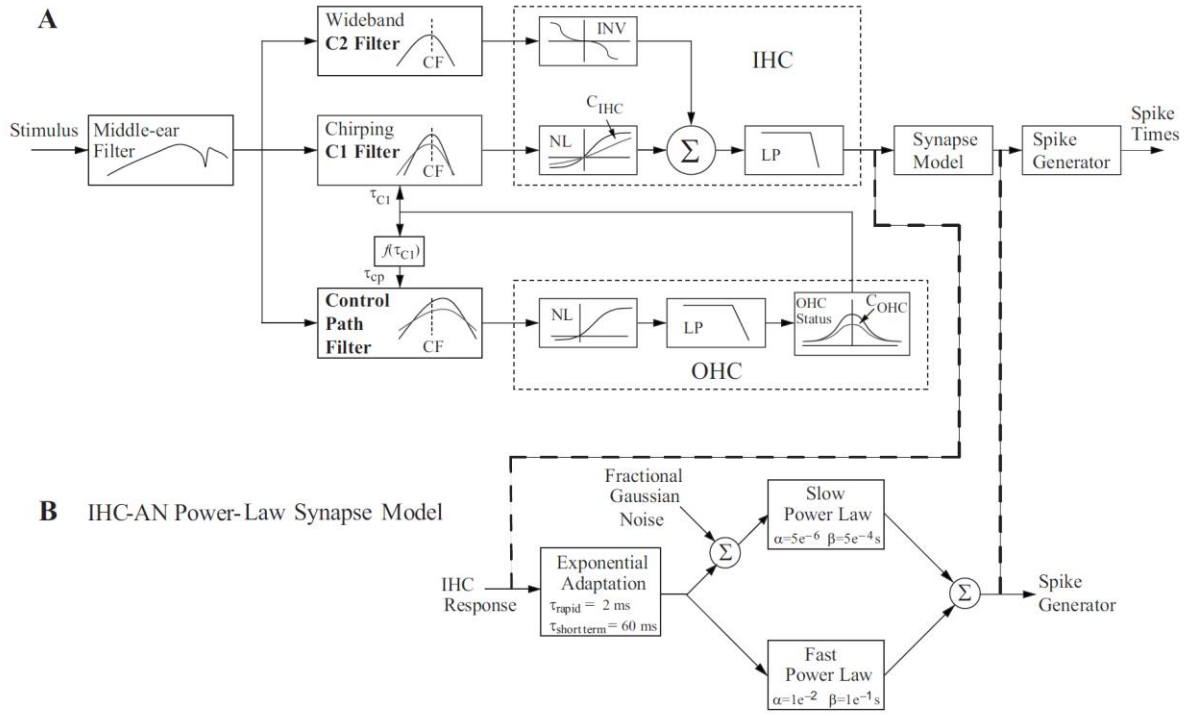 A
Wideband
C2 Filter
CF
INV
IHC
Stimulus
Middle-ear
Filter
Chirping
C1 Filter
CF
NL
C_IHC
Σ
LP
Synapse
Model
Spike
Generator
Spike
Times
τ_C1
f(τ_C1)
τ_cp
Control
Path
Filter
CF
NL
LP
OHC
Status
C_OHC
OHC
B IHC-AN Power-Law Synapse Model
Fractional
Gaussian
Noise
Σ
Slow
Power Law
α=5e⁻⁶ β=5e⁻⁴s
IHC
Response
Exponential
Adaptation
τ_rapid = 2 ms
τ_short term = 60 ms
Σ
Spike
Generator
Fast
Power Law
α=1e⁻² β=1e⁻¹s